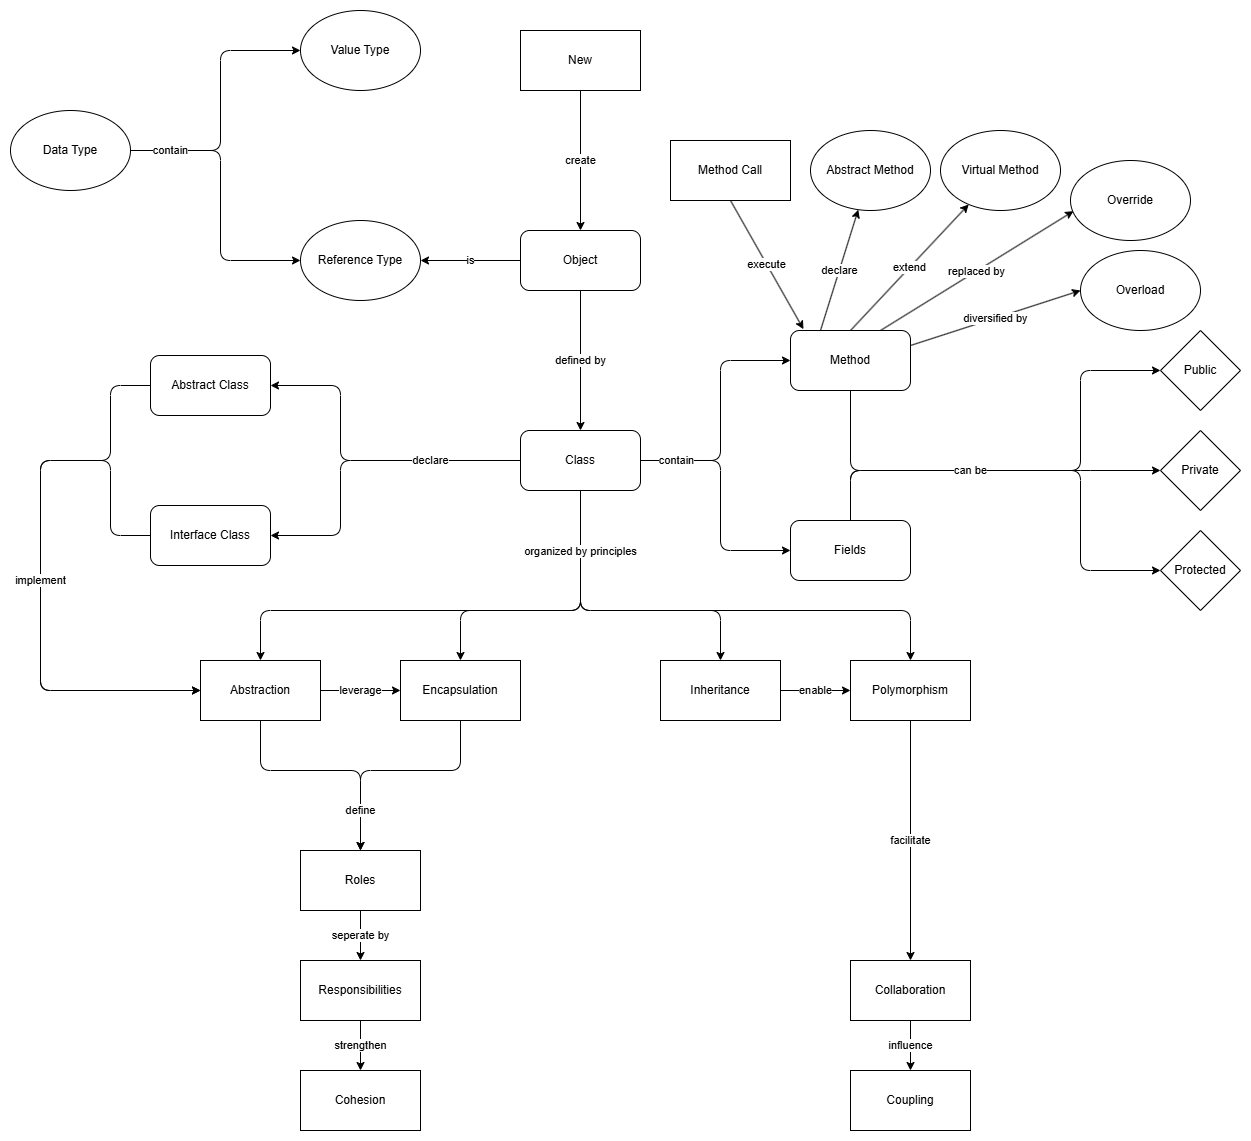 Value Type
New
Data Type
contain
create
Method Call
Abstract Method
Virtual Method
Override
Reference Type
is
Object
execute
declare
extend
replaced by
Overload
diversified by
defined by
Method
Public
Abstract Class
declare
Class
contain
can be
Private
Interface Class
organized by principles
Fields
Protected
implement
Abstraction
leverage
Encapsulation
Inheritance
enable
Polymorphism
define
facilitate
Roles
seperate by
Responsibilities
Collaboration
strengthen
influence
Cohesion
Coupling